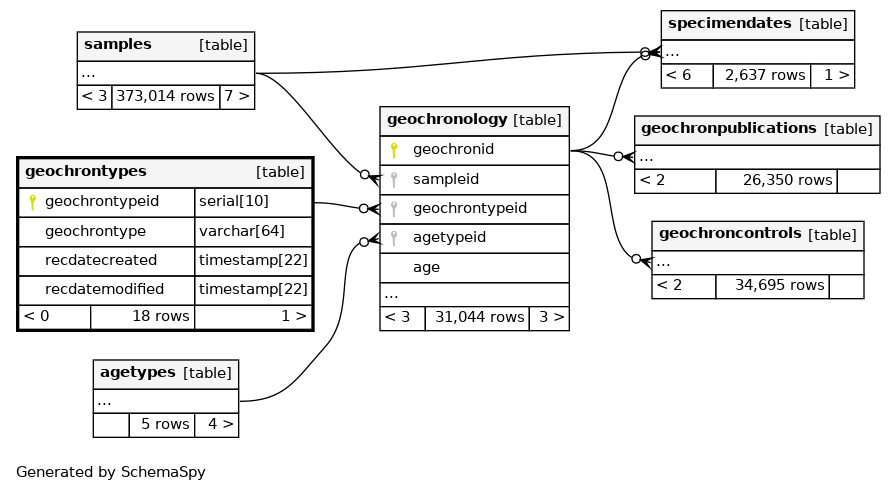 samples [table]
...
< 3 373,014 rows 7 >
geochrontypes [table]
geochrontypeid serial[10]
geochrontype varchar[64]
recdatecreated timestamp[22]
recdatemodified timestamp[22]
< 0 18 rows 1 >
agetypes [table]
...
5 rows 4 >
geochronology [table]
geochronid
sampleid
geochrontypeid
agetypeid
age
...
< 3 31,044 rows 3 >
specimendates [table]
...
< 6 2,637 rows 1 >
geochronpublications [table]
...
< 2 26,350 rows
geochroncontrols [table]
...
< 2 34,695 rows
Generated by SchemaSpy